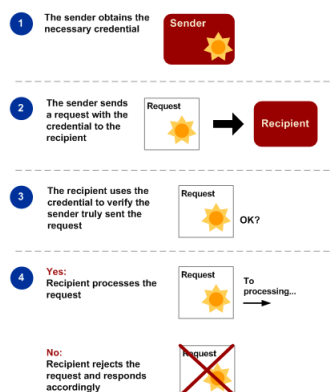 1
The sender obtains the
necessary credential
Sender
2
The sender sends
a request with the
credential to the
recipient
Request
Recipient
3
The recipient uses the
credential to verify the
sender truly sent the
request
Request
OK?
4
Yes:
Recipient processes the
request
Request
To
processing...
No:
Recipient rejects the
request and responds
accordingly
Request